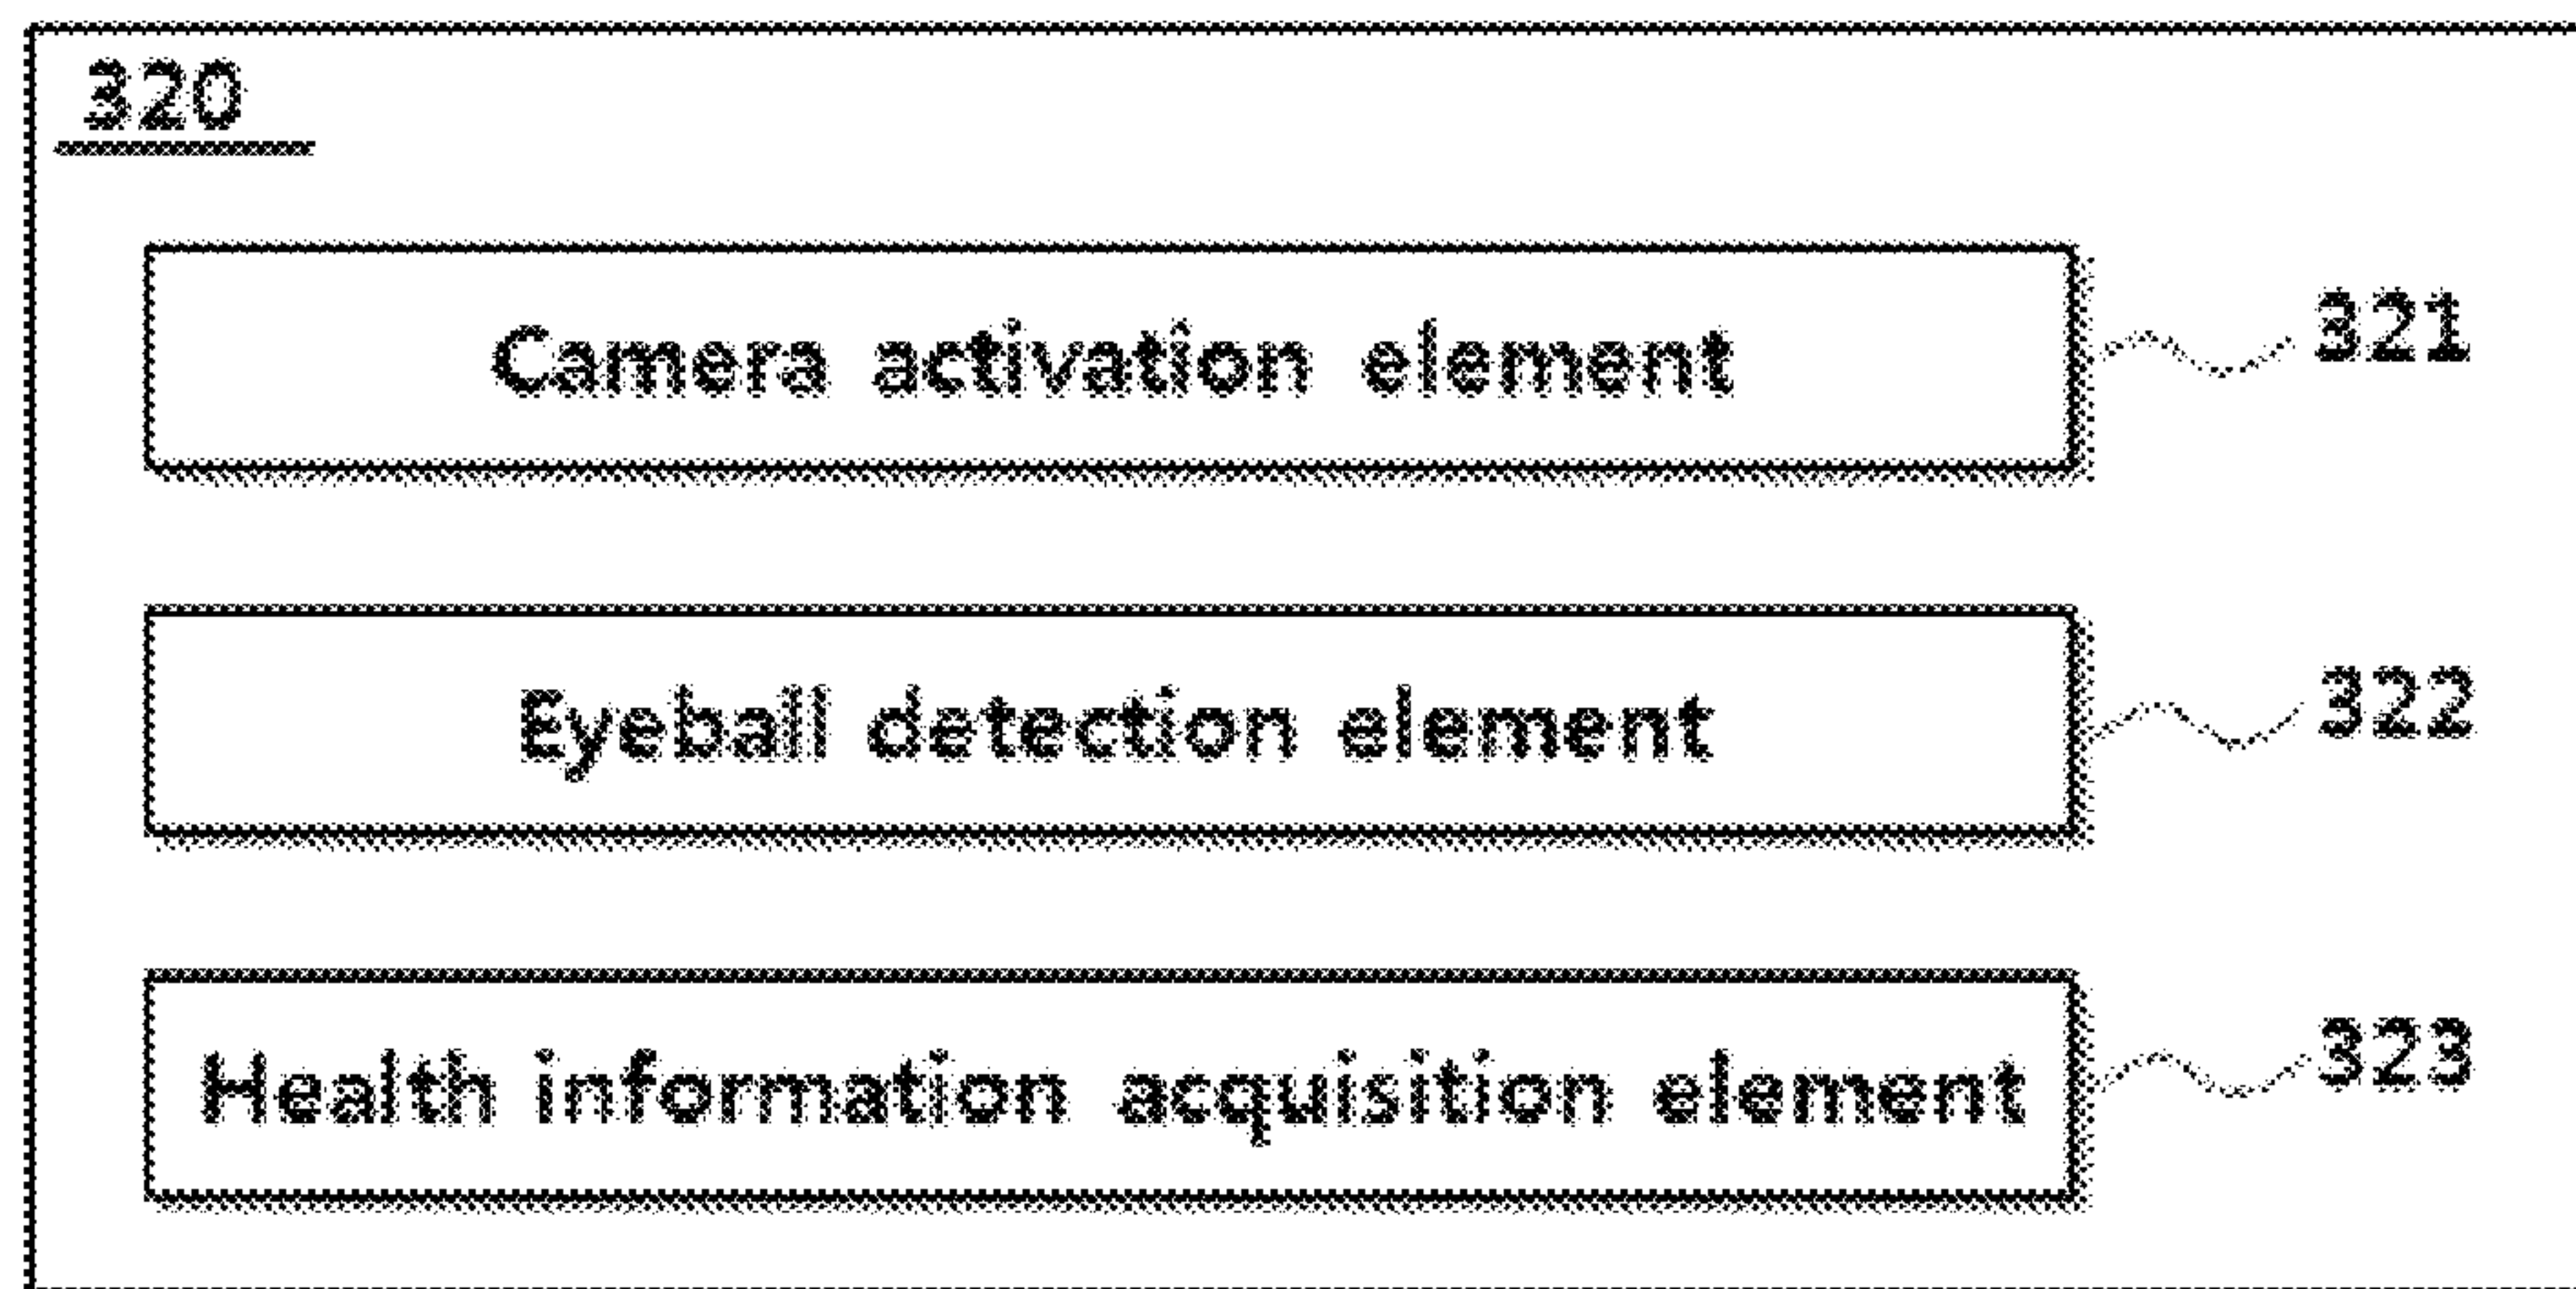 320
Camera activation element 321
Eyeball detection element 322
Health information acquisition element 323